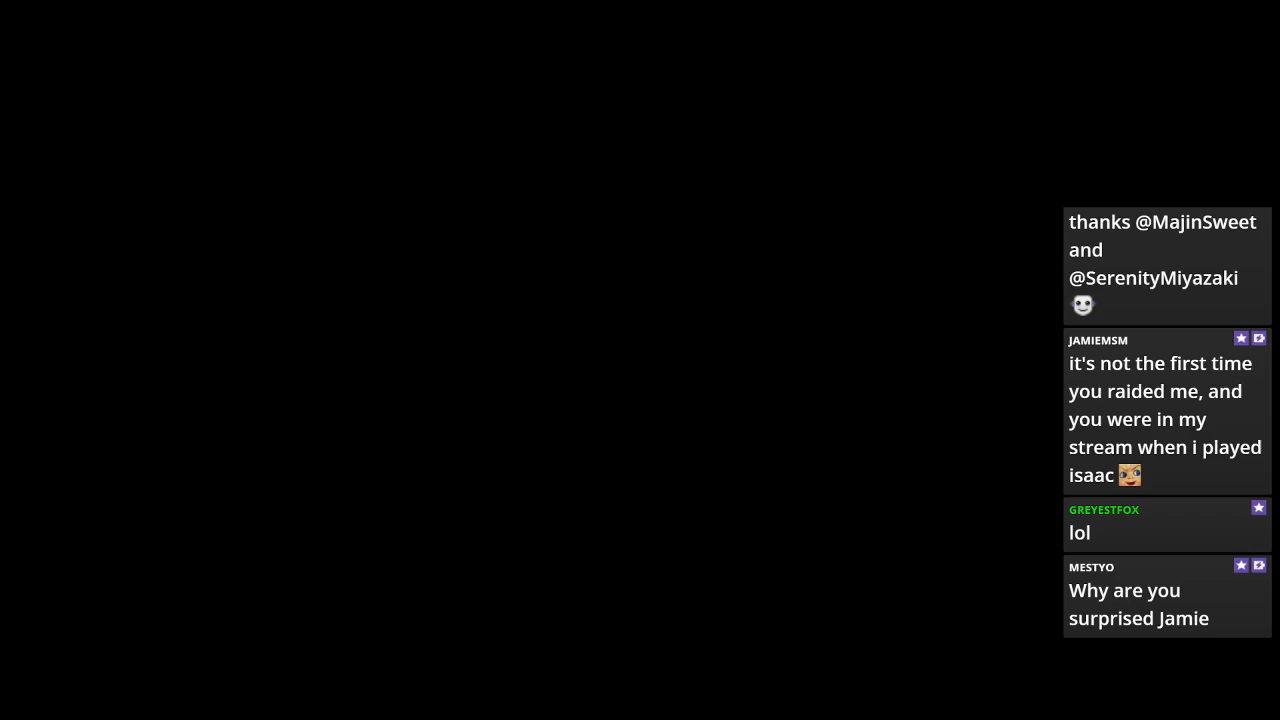 thanks @MajinSweet
and
@SerenityMiyazaki
JAMIEMSM
it's not the first time
you raided me, and
you were in my
stream when i played
isaac
GREYESTFOX
lol
MESTYO
Why are you
surprised Jamie